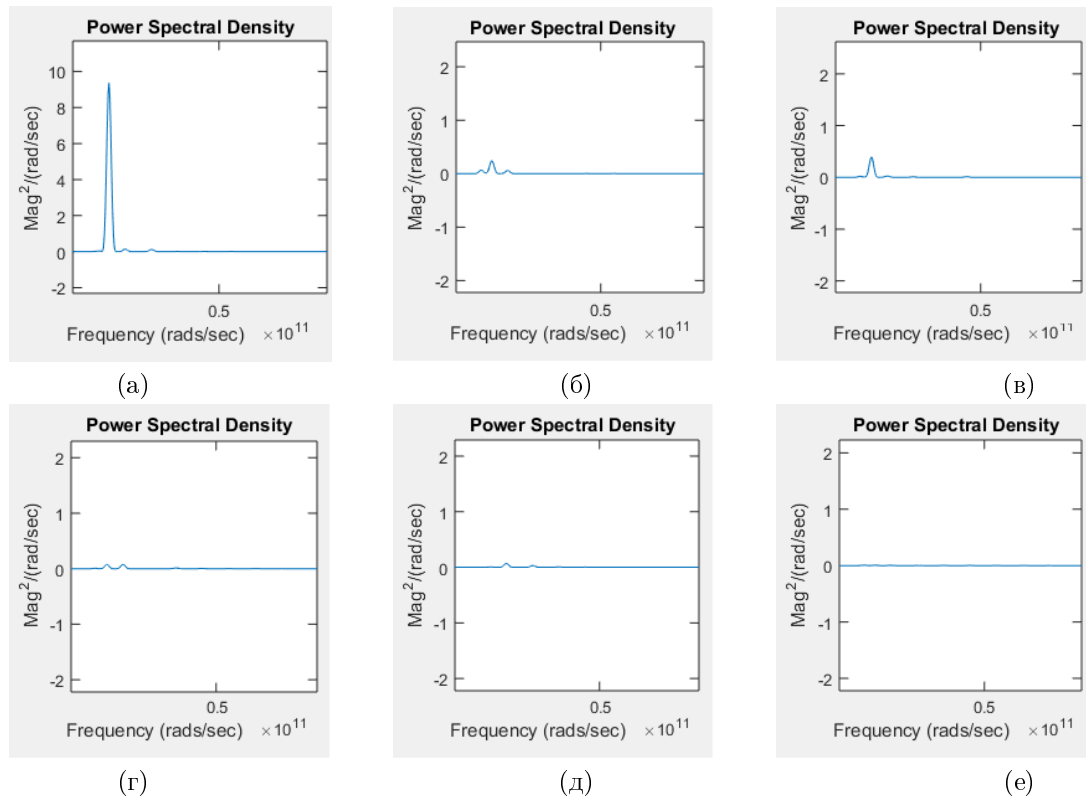 Power Spectral Density
10
8
6
4
2
0
-2
Mag²/(rad/sec)
0.5
Frequency (rads/sec) ×10¹¹
(а)
Power Spectral Density
2
1
0
-1
-2
Mag²/(rad/sec)
0.5
Frequency (rads/sec) ×10¹¹
(б)
Power Spectral Density
2
1
0
-1
-2
Mag²/(rad/sec)
0.5
Frequency (rads/sec) ×10¹¹
(в)
Power Spectral Density
2
1
0
-1
-2
Mag²/(rad/sec)
0.5
Frequency (rads/sec) ×10¹¹
(г)
Power Spectral Density
2
1
0
-1
-2
Mag²/(rad/sec)
0.5
Frequency (rads/sec) ×10¹¹
(д)
Power Spectral Density
2
1
0
-1
-2
Mag²/(rad/sec)
0.5
Frequency (rads/sec) ×10¹¹
(е)